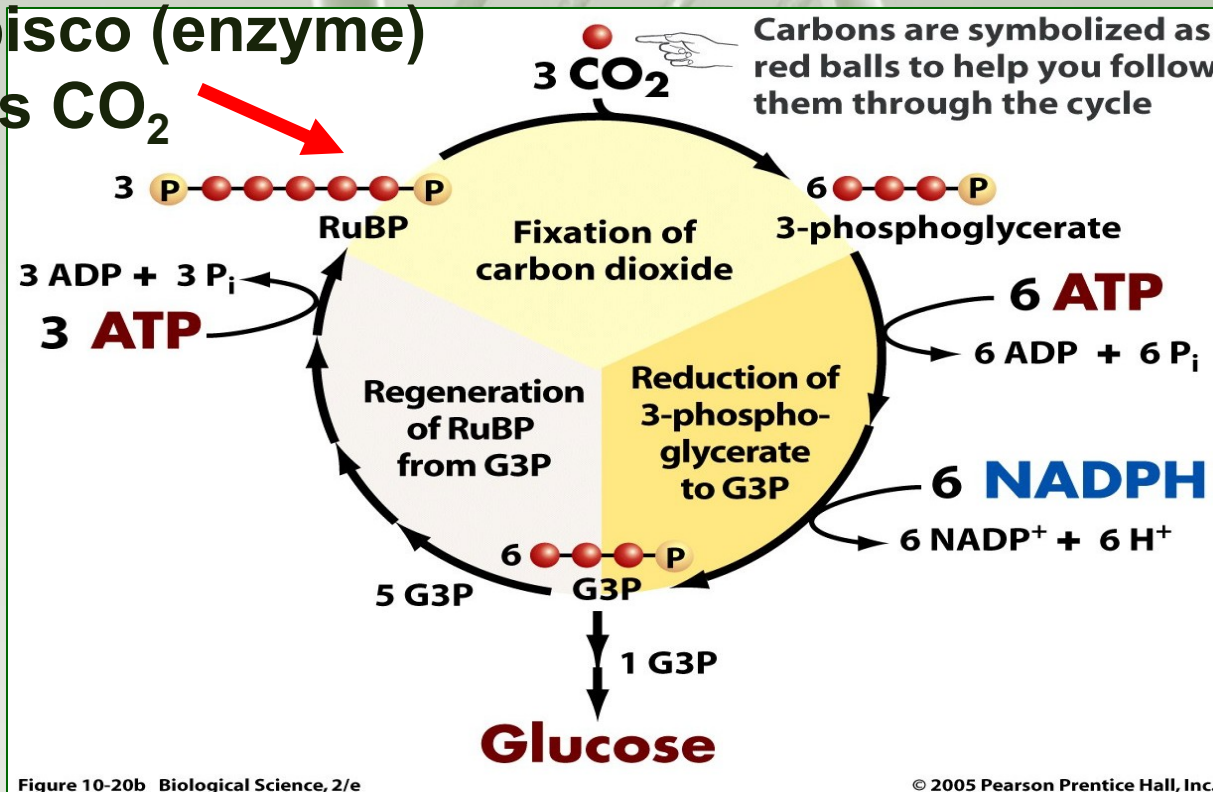 (enzyme)
CO₂
Carbons are symbolized as
red balls to help you follow
them through the cycle
3 CO₂
3 P P
RuBP
6 P
3-phosphoglycerate
Fixation of
carbon dioxide
3 ADP + 3 Pᵢ
3 ATP
6 ATP
6 ADP + 6 Pᵢ
Regeneration
of RuBP
from G3P
Reduction of
3-phospho-
glycerate
to G3P
6 NADPH
6 NADP⁺ + 6 H⁺
6 P
G3P
5 G3P
1 G3P
Glucose
Figure 10-20b Biological Science, 2/e
© 2005 Pearson Prentice Hall, Inc.